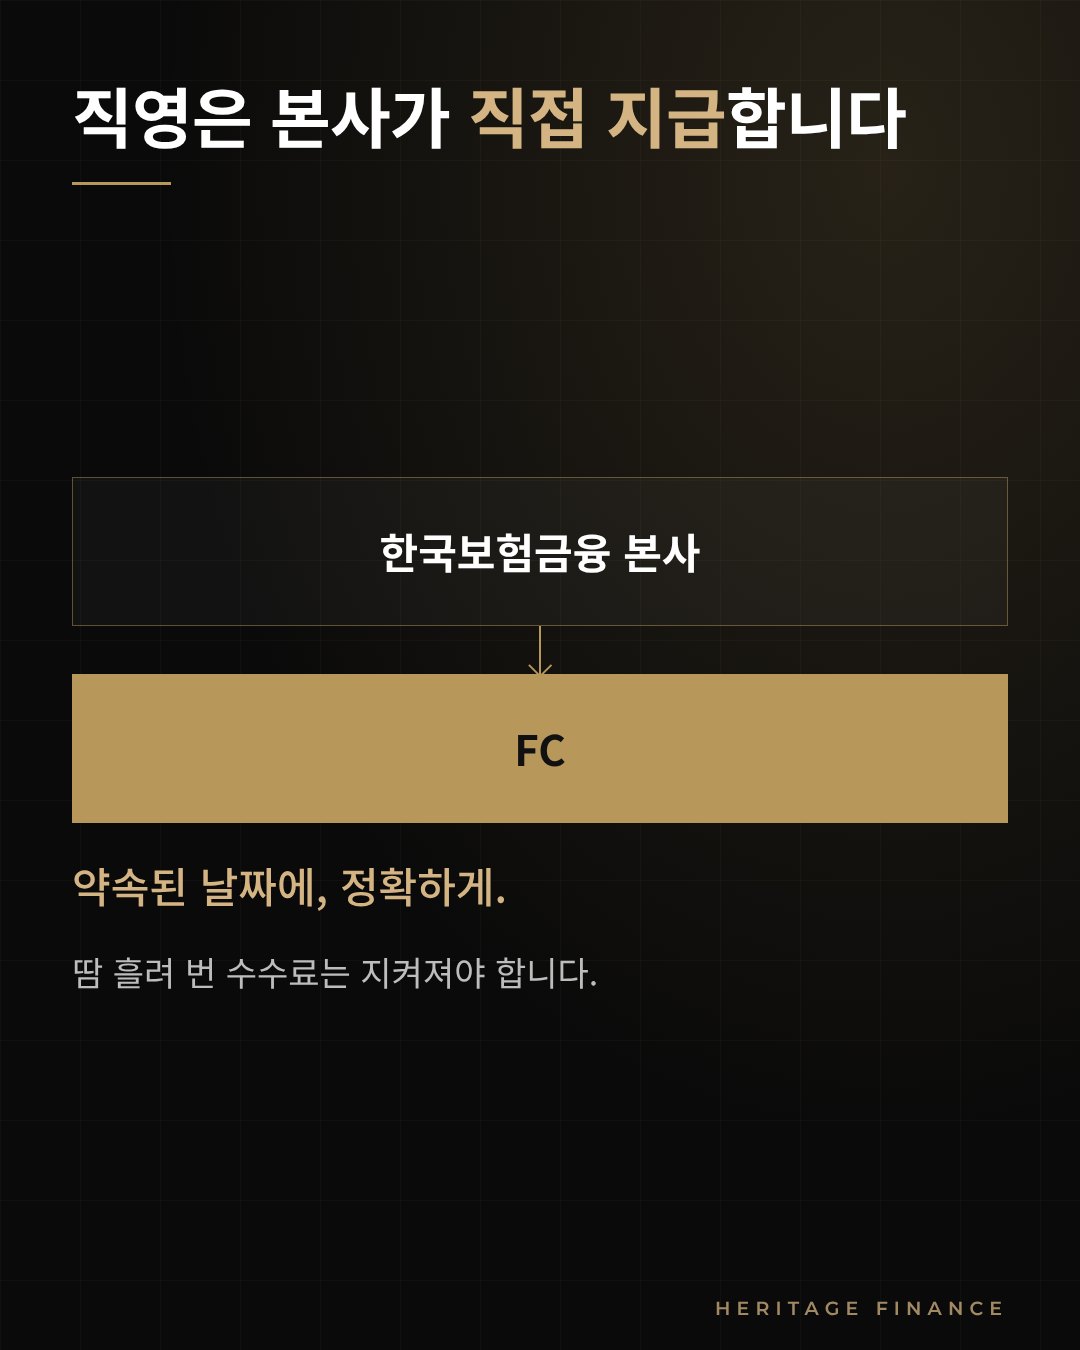 직영은 본사가 직접 지급합니다
한국보험금융 본사
FC
약속된 날짜에, 정확하게.
땀 흘려 번 수수료는 지켜져야 합니다.
HERITAGE FINANCE